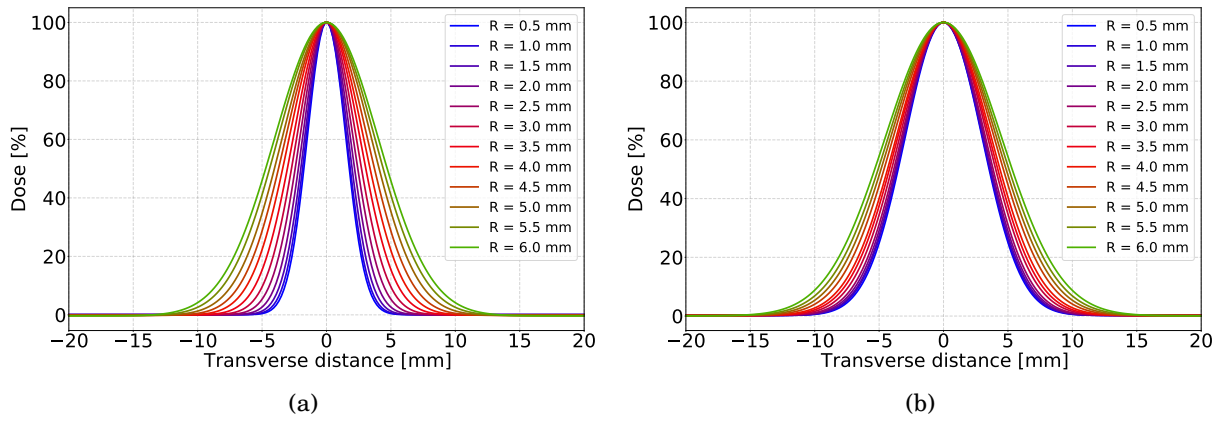 100
80
60
40
20
0
Dose [%]
−20 −15 −10 −5 0 5 10 15 20
Transverse distance [mm]
R = 0.5 mm
R = 1.0 mm
R = 1.5 mm
R = 2.0 mm
R = 2.5 mm
R = 3.0 mm
R = 3.5 mm
R = 4.0 mm
R = 4.5 mm
R = 5.0 mm
R = 5.5 mm
R = 6.0 mm
(a)
100
80
60
40
20
0
Dose [%]
−20 −15 −10 −5 0 5 10 15 20
Transverse distance [mm]
R = 0.5 mm
R = 1.0 mm
R = 1.5 mm
R = 2.0 mm
R = 2.5 mm
R = 3.0 mm
R = 3.5 mm
R = 4.0 mm
R = 4.5 mm
R = 5.0 mm
R = 5.5 mm
R = 6.0 mm
(b)